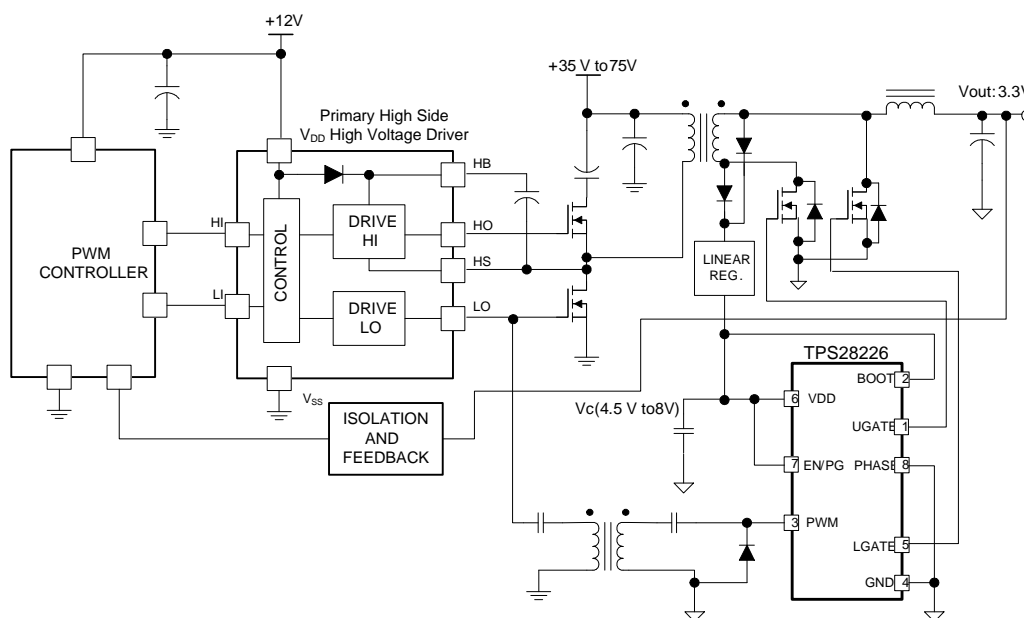 +12V
+35 V to 75V
Vout: 3.3V
Primary High Side
VDD High Voltage Driver
HB
HI
DRIVE
HI
HO
PWM
CONTROLLER
CONTROL
LINEAR
REG.
HS
LI
DRIVE
LO
LO
TPS28226
BOOT 2
VSS
Vc(4.5 V to8V)
6 VDD
ISOLATION
AND
FEEDBACK
UGATE 1
7 EN/PG
PHASE 8
3 PWM
LGATE 5
GND 4